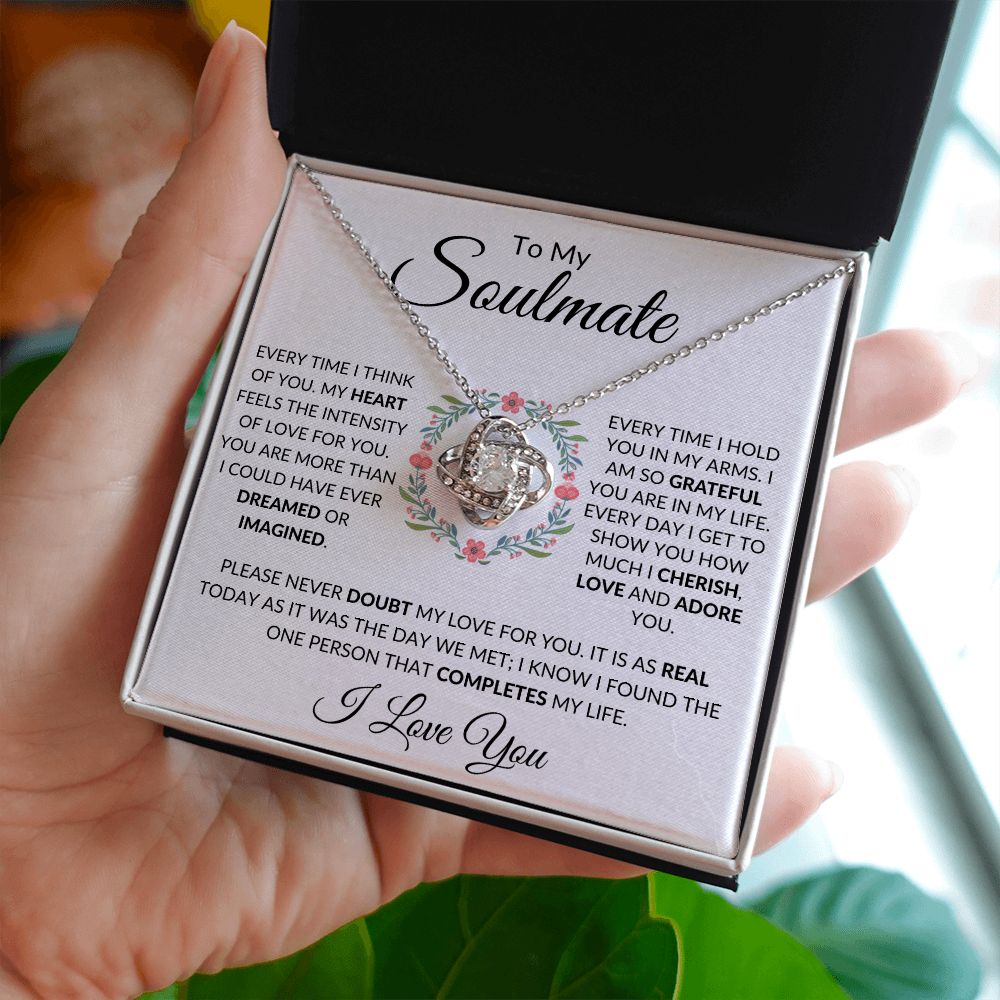 To My
Soulmate
EVERY TIME I THINK
OF YOU. MY HEART
FEELS THE INTENSITY
OF LOVE FOR YOU.
YOU ARE MORE THAN
I COULD HAVE EVER
DREAMED OR
IMAGINED.
EVERY TIME I HOLD
YOU IN MY ARMS. I
AM SO GRATEFUL
YOU ARE IN MY LIFE.
EVERY DAY I GET TO
SHOW YOU HOW
MUCH I CHERISH,
LOVE AND ADORE
YOU.
PLEASE NEVER DOUBT MY LOVE FOR YOU. IT IS AS REAL
TODAY AS IT WAS THE DAY WE MET; I KNOW I FOUND THE
ONE PERSON THAT COMPLETES MY LIFE.
I Love You